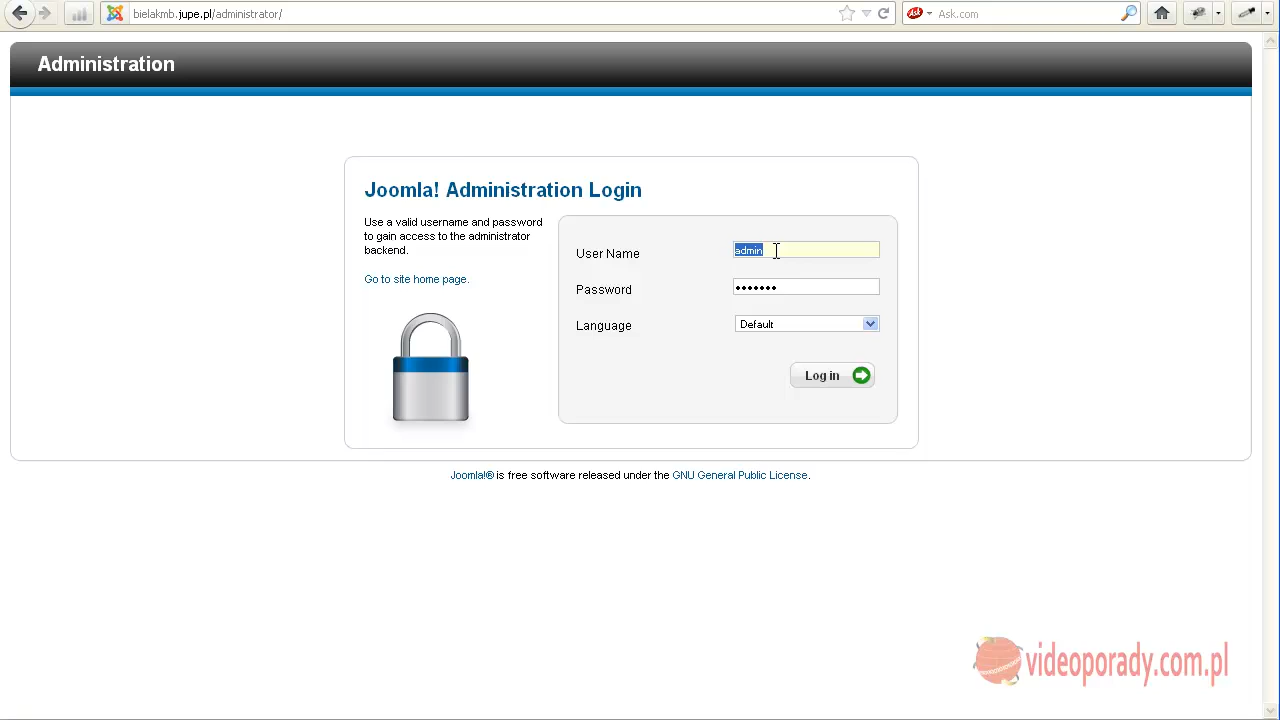 bielakmb.jupe.pl/administrator/
Ask.com
Administration
Joomla! Administration Login
Use a valid username and password
to gain access to the administrator
backend.
Go to site home page.
User Name
admin
Password
•••••••
Language
Default
Log in
Joomla!® is free software released under the GNU General Public License.
videoporady.com.pl